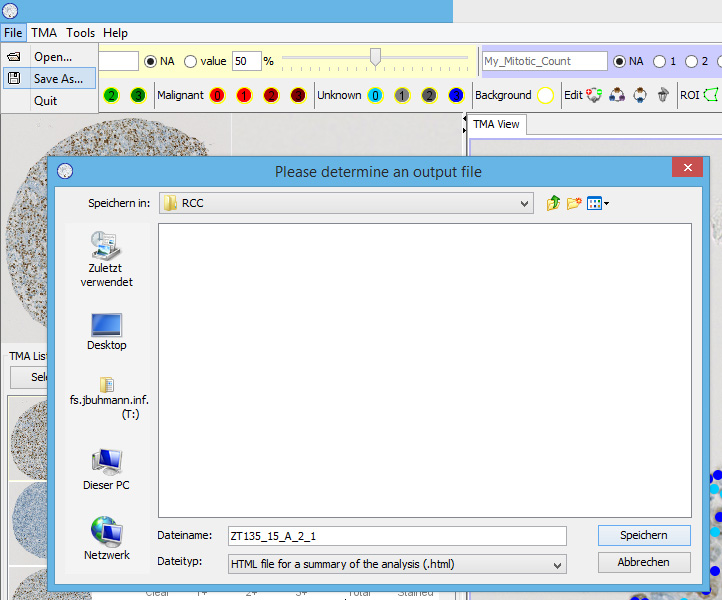 File TMA Tools Help
Open...
Save As...
Quit
NA value 50 %
My_Mitotic_Count NA 1 2
2 3 Malignant 0 1 2 3 Unknown 0 1 2 3 Background Edit ROI
TMA View
Please determine an output file
Speichern in: RCC
Zuletzt
verwendet
Desktop
fs.jbuhmann.inf.
(T:)
Dieser PC
Netzwerk
TMA List
Sele
Dateiname: ZT135_15_A_2_1 Speichern
Dateityp: HTML file for a summary of the analysis (.html) Abbrechen
Clear 1+ 2+ 3+ Total Stained